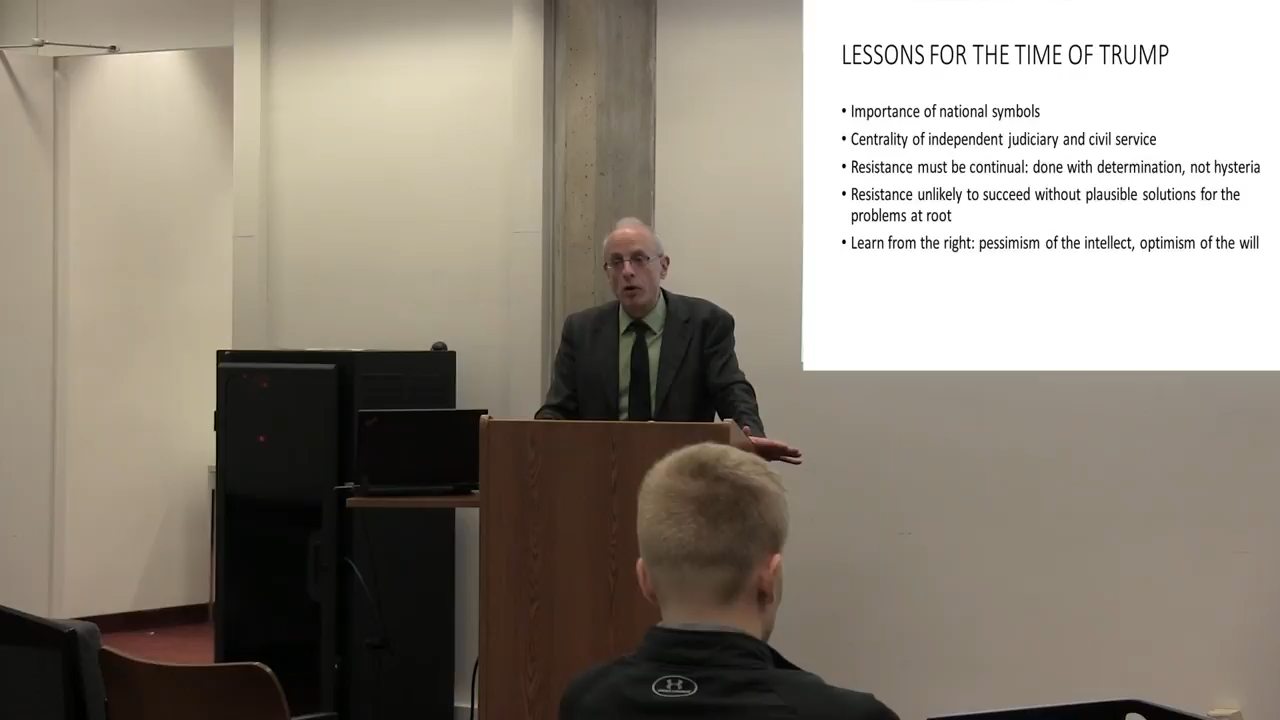 LESSONS FOR THE TIME OF TRUMP
• Importance of national symbols
• Centrality of independent judiciary and civil service
• Resistance must be continual: done with determination, not hysteria
• Resistance unlikely to succeed without plausible solutions for the
problems at root
• Learn from the right: pessimism of the intellect, optimism of the will